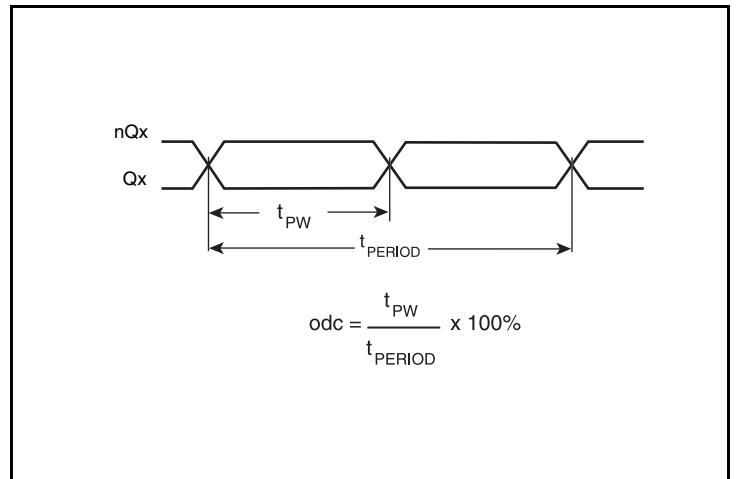 nQx
Qx
tPW
tPERIOD
odc = tPW / tPERIOD x 100%